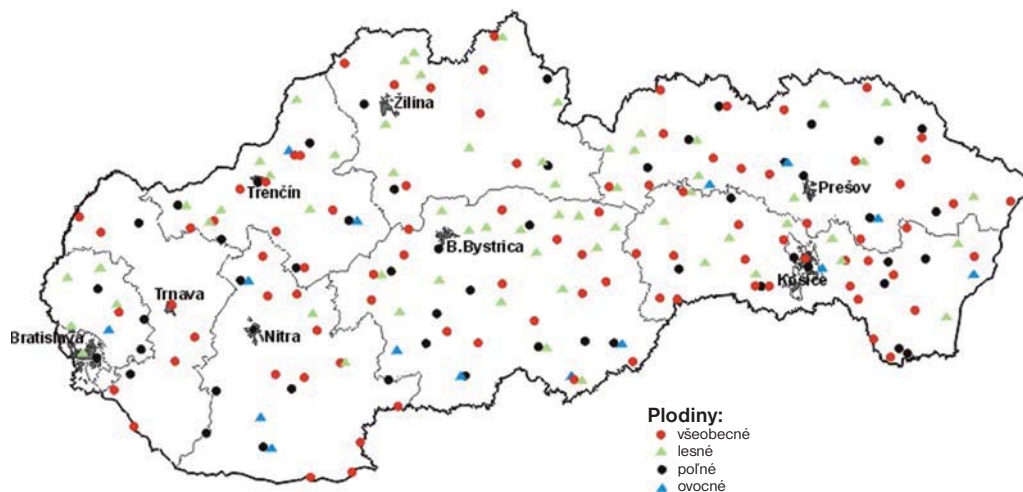 Žilina
Trenčín
Prešov
B.Bystrica
Košice
Trnava
Nitra
Bratislava
Plodiny:
všeobecné
lesné
poľné
ovocné